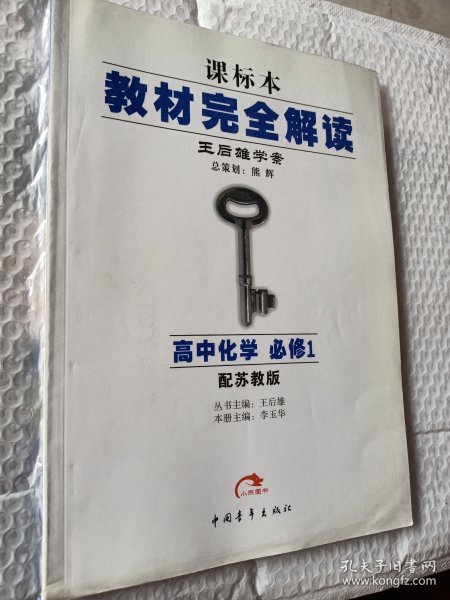 课标本
教材完全解读
王后雄学案
总策划：熊辉
高中化学 必修1
配苏教版
丛书主编：王后雄
本册主编：李玉华
小熊图书
中国青年出版社
孔夫子旧书网
www.kongfz.com